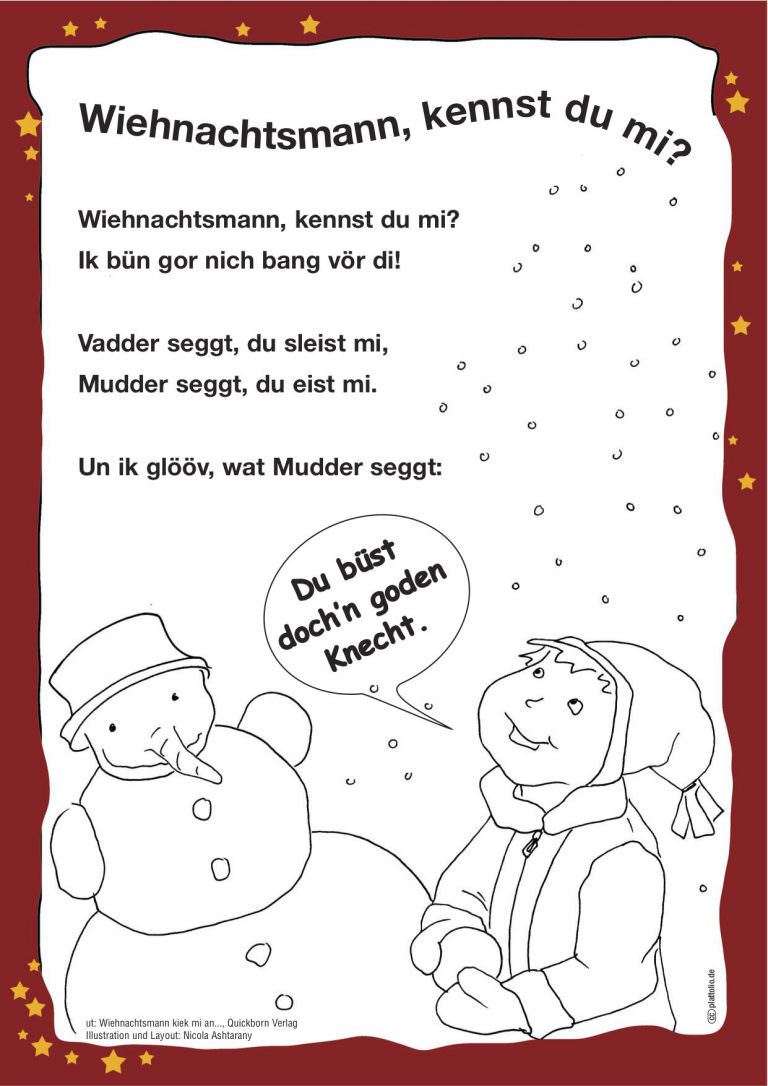 Wiehnachtsmann, kennst du mi?
Wiehnachtsmann, kennst du mi?
Ik bün gor nich bang vör di!
Vadder seggt, du sleist mi,
Mudder seggt, du eist mi.
Un ik glööv, wat Mudder seggt:
Du büst
doch'n goden
Knecht.
ut: Wiehnachtsmann kiek mi an..., Quickborn Verlag
Illustration und Layout: Nicola Ashtarany
cc plattolio.de